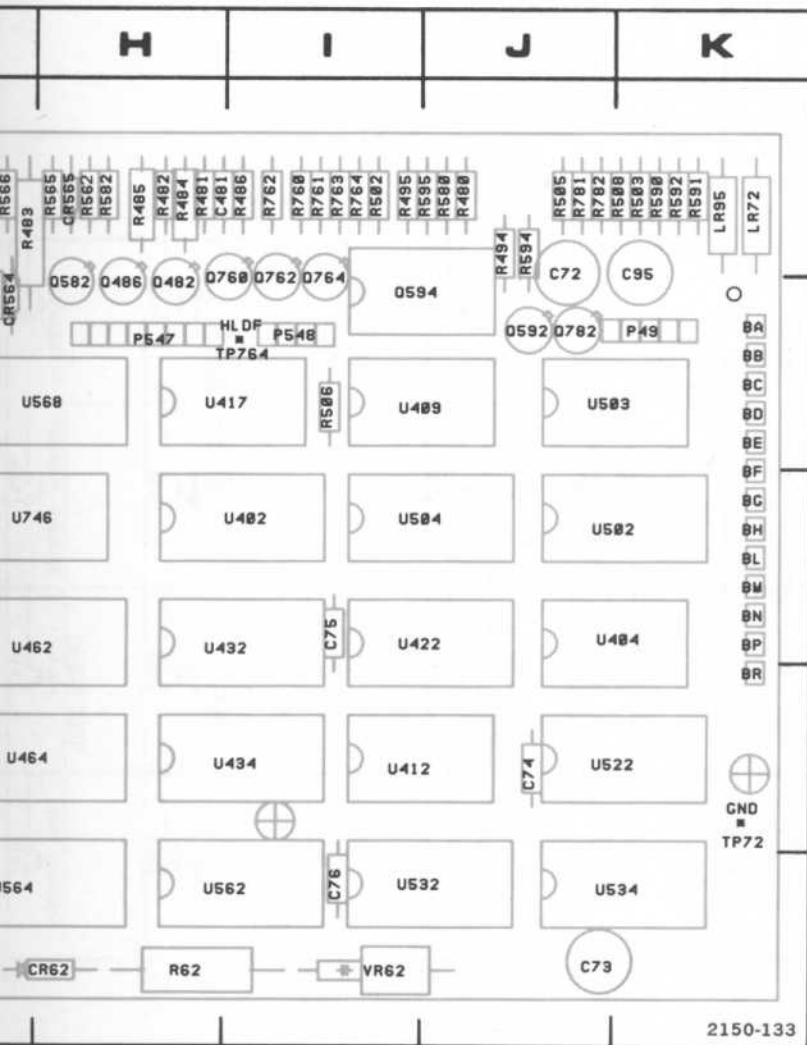 H I J K
R566 R483 R565 CR565 R562 R582 R485 R482 R484 R481 C481 R486 R762 R760 R761 R763 R764 R502 R495 R595 R580 R480 R505 R781 R782 R508 R503 R590 R592 R591 LR95 LR72
R494 R594
CR564 Q582 Q486 Q482 Q760 Q762 Q764 Q594 C72 C95
P547 HLDF P548 Q592 Q782 P49 BA
TP764 BB
BC
U568 U417 R506 U409 U503 BD
BE
BF
BG
U746 U402 U504 U502 BH
BL
BM
BN
U462 U432 C75 U422 U404 BP
BR
U464 U434 U412 C74 U522
GND
TP72
U564 U562 C76 U532 U534
CR62 R62 VR62 C73
2150-133